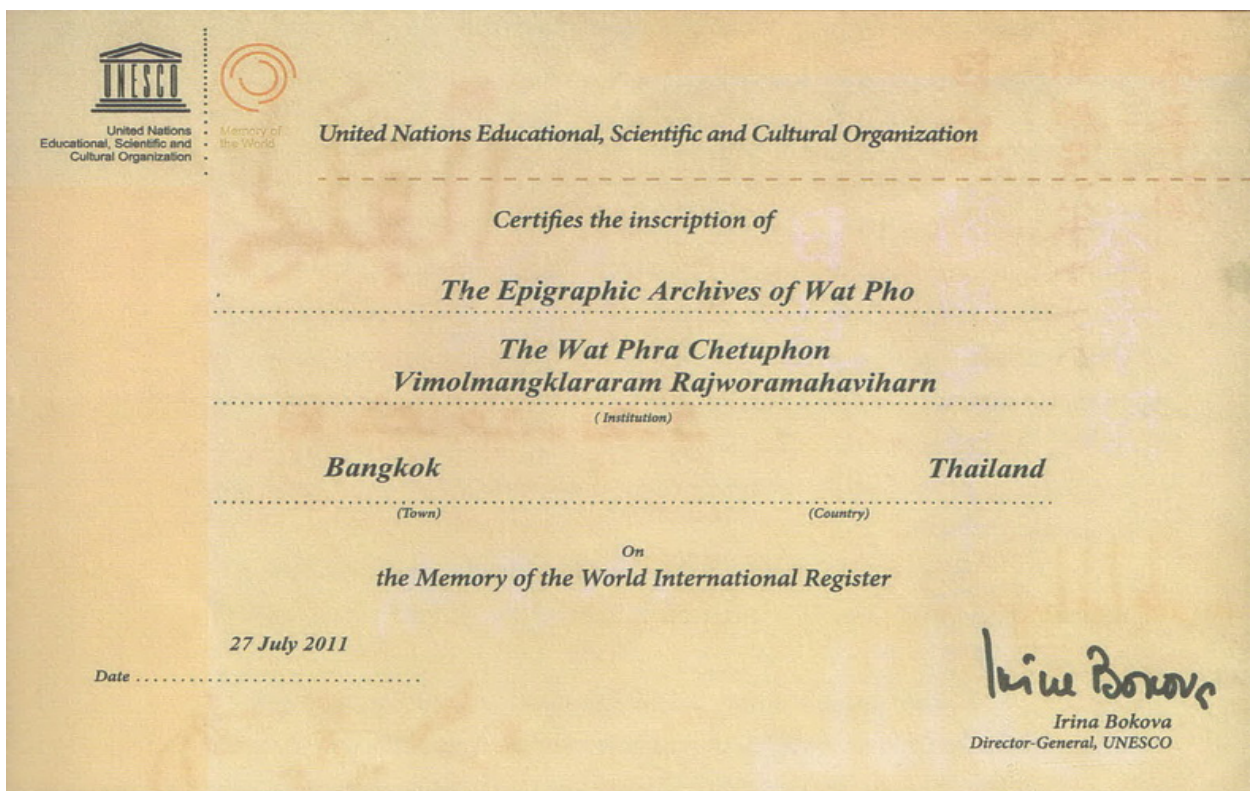 UNESCO
United Nations
Educational, Scientific and
Cultural Organization
Memory of
the World
United Nations Educational, Scientific and Cultural Organization
Certifies the inscription of
The Epigraphic Archives of Wat Pho
The Wat Phra Chetuphon
Vimolmangklararam Rajworamahaviharn
( Institution)
Bangkok Thailand
(Town) (Country)
On
the Memory of the World International Register
27 July 2011
Date
Irina Bokova
Irina Bokova
Director-General, UNESCO